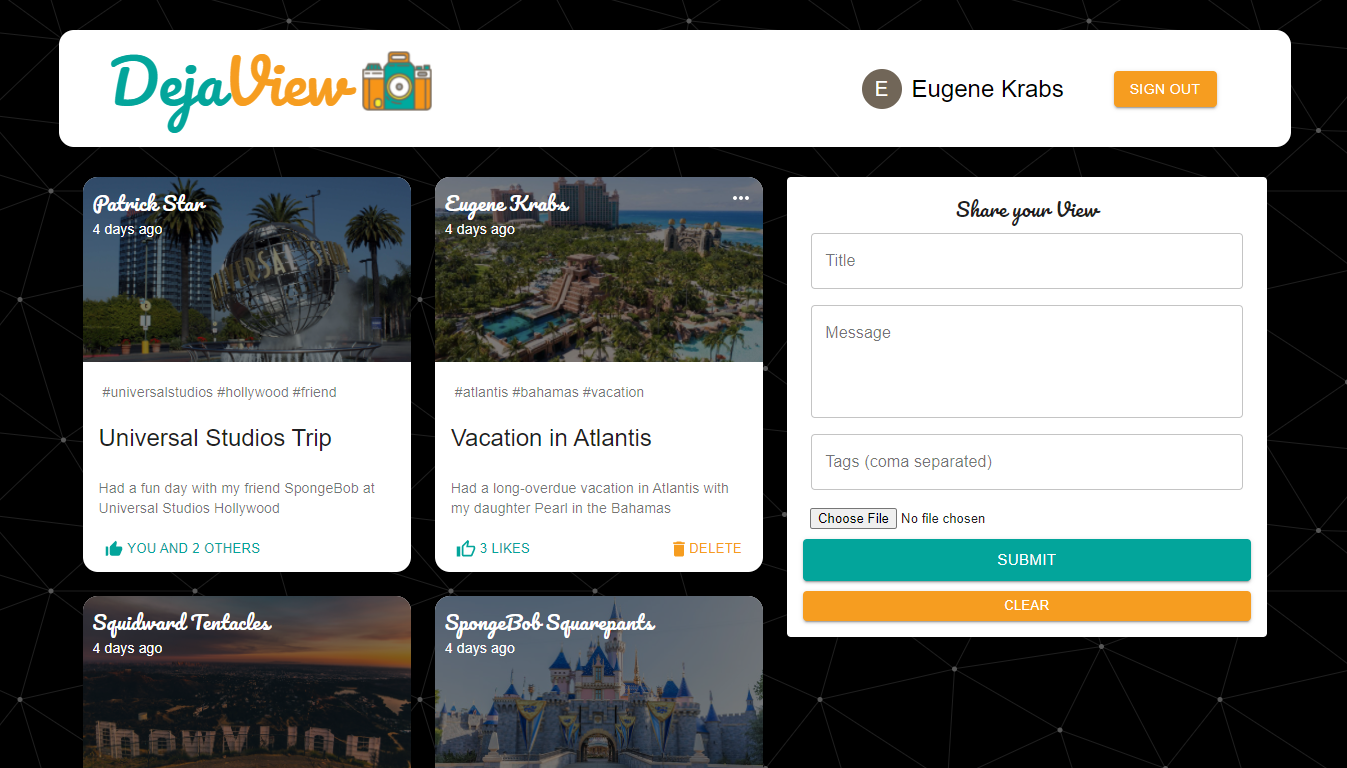 DejaView
E Eugene Krabs
SIGN OUT
Patrick Star
4 days ago
UNIVERSAL STUDIOS
#universalstudios #hollywood #friend
Universal Studios Trip
Had a fun day with my friend SpongeBob at
Universal Studios Hollywood
YOU AND 2 OTHERS
Eugene Krabs
4 days ago
#atlantis #bahamas #vacation
Vacation in Atlantis
Had a long-overdue vacation in Atlantis with
my daughter Pearl in the Bahamas
3 LIKES
DELETE
Squidward Tentacles
4 days ago
SpongeBob Squarepants
4 days ago
Share your View
Title
Message
Tags (coma separated)
Choose File No file chosen
SUBMIT
CLEAR